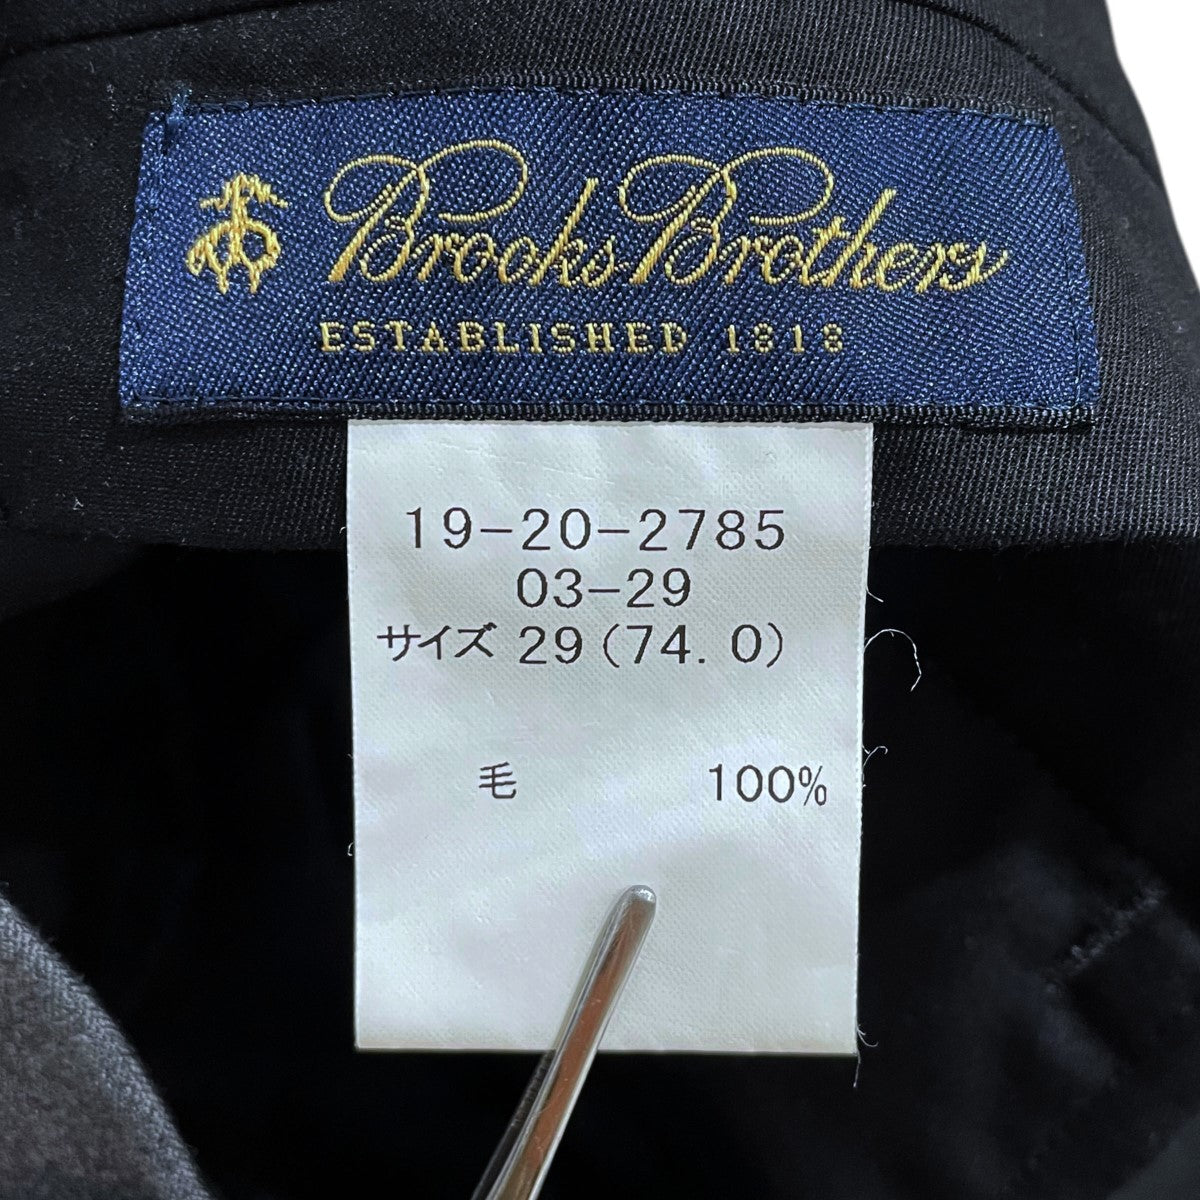 Brooks Brothers
ESTABLISHED 1818
19-20-2785
03-29
サイズ 29(74.0)
毛 100%